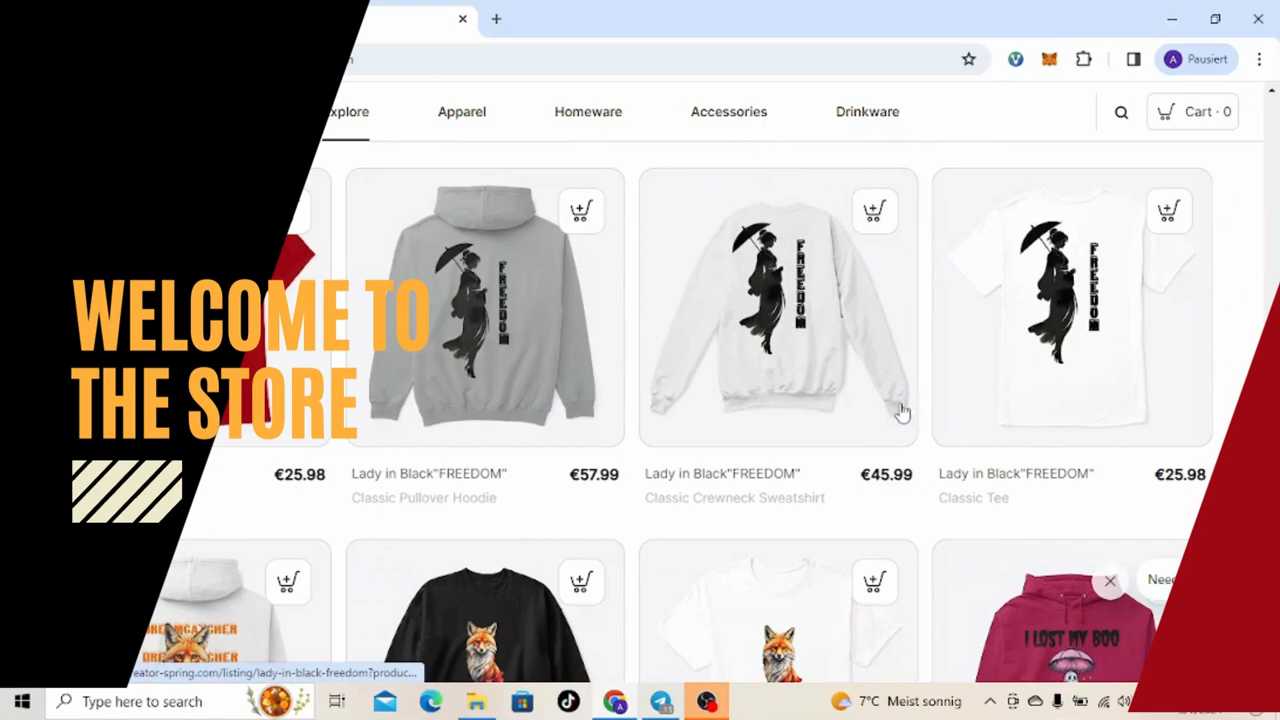 A
Pausiert
xplore
Apparel
Homeware
Accessories
Drinkware
Cart · 0
FREEDOM
FREEDOM
FREEDOM
WELCOME TO
THE STORE
€25.98
Lady in Black"FREEDOM"
€57.99
Classic Pullover Hoodie
Lady in Black"FREEDOM"
€45.99
Classic Crewneck Sweatshirt
Lady in Black"FREEDOM"
€25.98
Classic Tee
Nee
I LOST MY BOO
eator-spring.com/listing/lady-in-black-freedom?produc...
Type here to search
7°C Meist sonnig